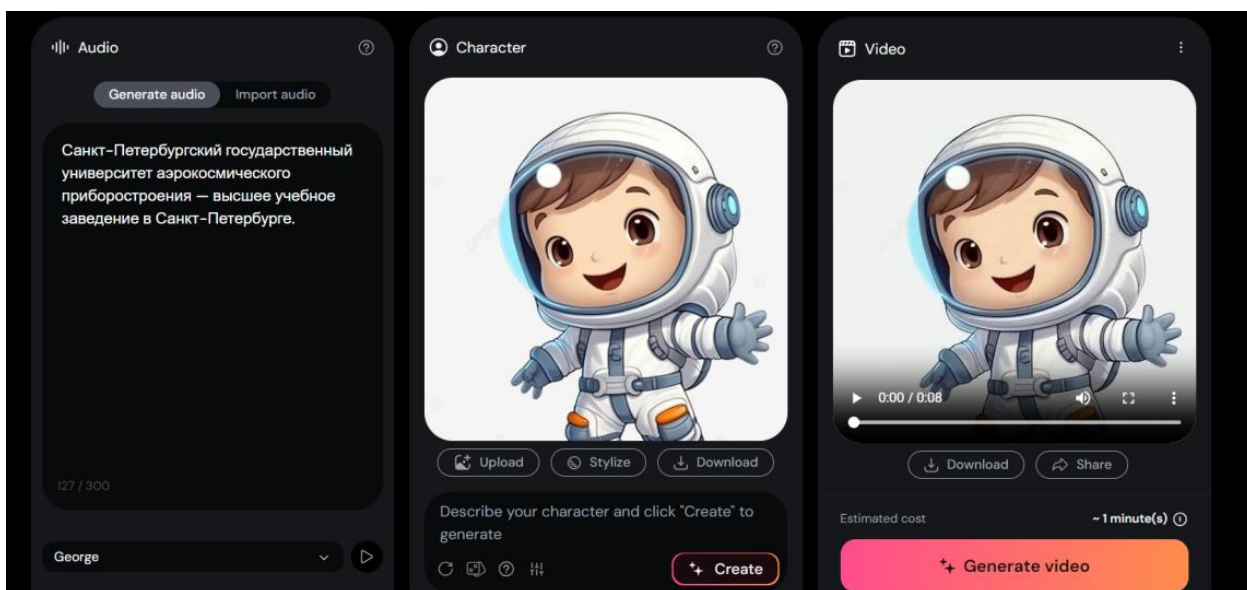 Audio
Generate audio
Import audio
Санкт-Петербургский государственный
университет аэрокосмического
приборостроения — высшее учебное
заведение в Санкт-Петербурге.
127 / 300
George
Character
Upload
Stylize
Download
Describe your character and click "Create" to
generate
Create
Video
0:00 / 0:08
Download
Share
Estimated cost
~ 1 minute(s)
Generate video